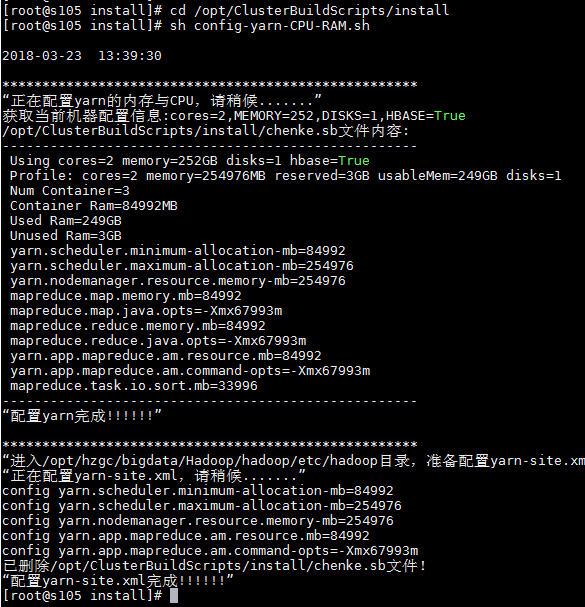 [root@s105 install]# cd /opt/ClusterBuildScripts/install
[root@s105 install]# sh config-yarn-CPU-RAM.sh
2018-03-23  13:39:30
****************************************************
“正在配置yarn的内存与CPU，请稍候.......”
获取当前机器配置信息:cores=2,MEMORY=252,DISKS=1,HBASE=True
/opt/ClusterBuildScripts/install/chenke.sb文件内容:
----------------------------------------------------
Using cores=2 memory=252GB disks=1 hbase=True
Profile: cores=2 memory=254976MB reserved=3GB usableMem=249GB disks=1
Num Container=3
Container Ram=84992MB
Used Ram=249GB
Unused Ram=3GB
yarn.scheduler.minimum-allocation-mb=84992
yarn.scheduler.maximum-allocation-mb=254976
yarn.nodemanager.resource.memory-mb=254976
mapreduce.map.memory.mb=84992
mapreduce.map.java.opts=-Xmx67993m
mapreduce.reduce.memory.mb=84992
mapreduce.reduce.java.opts=-Xmx67993m
yarn.app.mapreduce.am.resource.mb=84992
yarn.app.mapreduce.am.command-opts=-Xmx67993m
mapreduce.task.io.sort.mb=33996
----------------------------------------------------
“配置yarn完成!!!!!!”
****************************************************
“进入/opt/hzgc/bigdata/Hadoop/hadoop/etc/hadoop目录，准备配置yarn-site.xm
“正在配置yarn-site.xml，请稍候.......”
config yarn.scheduler.minimum-allocation-mb=84992
config yarn.scheduler.maximum-allocation-mb=254976
config yarn.nodemanager.resource.memory-mb=254976
config yarn.app.mapreduce.am.resource.mb=84992
config yarn.app.mapreduce.am.command-opts=-Xmx67993m
已删除/opt/ClusterBuildScripts/install/chenke.sb文件！
“配置yarn-site.xml完成!!!!!!”
[root@s105 install]#